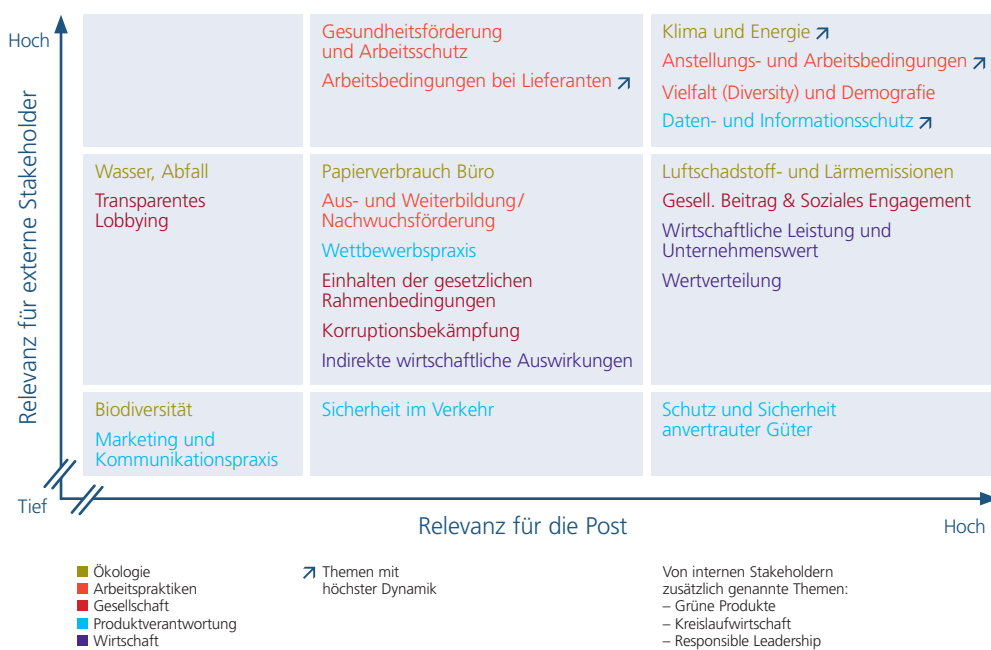 Hoch
Relevanz für externe Stakeholder
Gesundheitsförderung
und Arbeitsschutz
Arbeitsbedingungen bei Lieferanten
Klima und Energie
Anstellungs- und Arbeitsbedingungen
Vielfalt (Diversity) und Demografie
Daten- und Informationsschutz
Wasser, Abfall
Transparentes
Lobbying
Papierverbrauch Büro
Aus- und Weiterbildung/
Nachwuchsförderung
Wettbewerbspraxis
Einhalten der gesetzlichen
Rahmenbedingungen
Korruptionsbekämpfung
Indirekte wirtschaftliche Auswirkungen
Luftschadstoff- und Lärmemissionen
Gesell. Beitrag & Soziales Engagement
Wirtschaftliche Leistung und
Unternehmenswert
Wertverteilung
Biodiversität
Marketing und
Kommunikationspraxis
Sicherheit im Verkehr
Schutz und Sicherheit
anvertrauter Güter
Tief
Relevanz für die Post
Hoch
Ökologie
Arbeitspraktiken
Gesellschaft
Produktverantwortung
Wirtschaft
Themen mit
höchster Dynamik
Von internen Stakeholdern
zusätzlich genannte Themen:
– Grüne Produkte
– Kreislaufwirtschaft
– Responsible Leadership